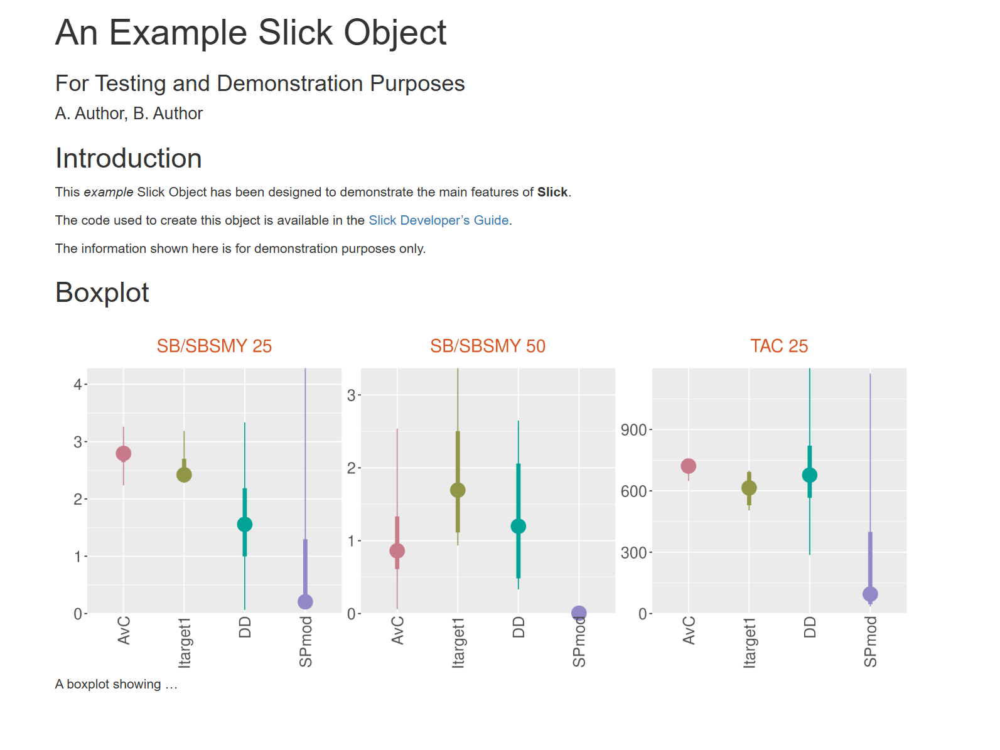 An Example Slick Object
For Testing and Demonstration Purposes
A. Author, B. Author
Introduction
This example Slick Object has been designed to demonstrate the main features of Slick.
The code used to create this object is available in the Slick Developer’s Guide.
The information shown here is for demonstration purposes only.
Boxplot
SB/SBSMY 25
4
3
2
1
0
AvC
Itarget1
DD
SPmod
SB/SBSMY 50
3
2
1
0
AvC
Itarget1
DD
SPmod
TAC 25
900
600
300
0
AvC
Itarget1
DD
SPmod
A boxplot showing …